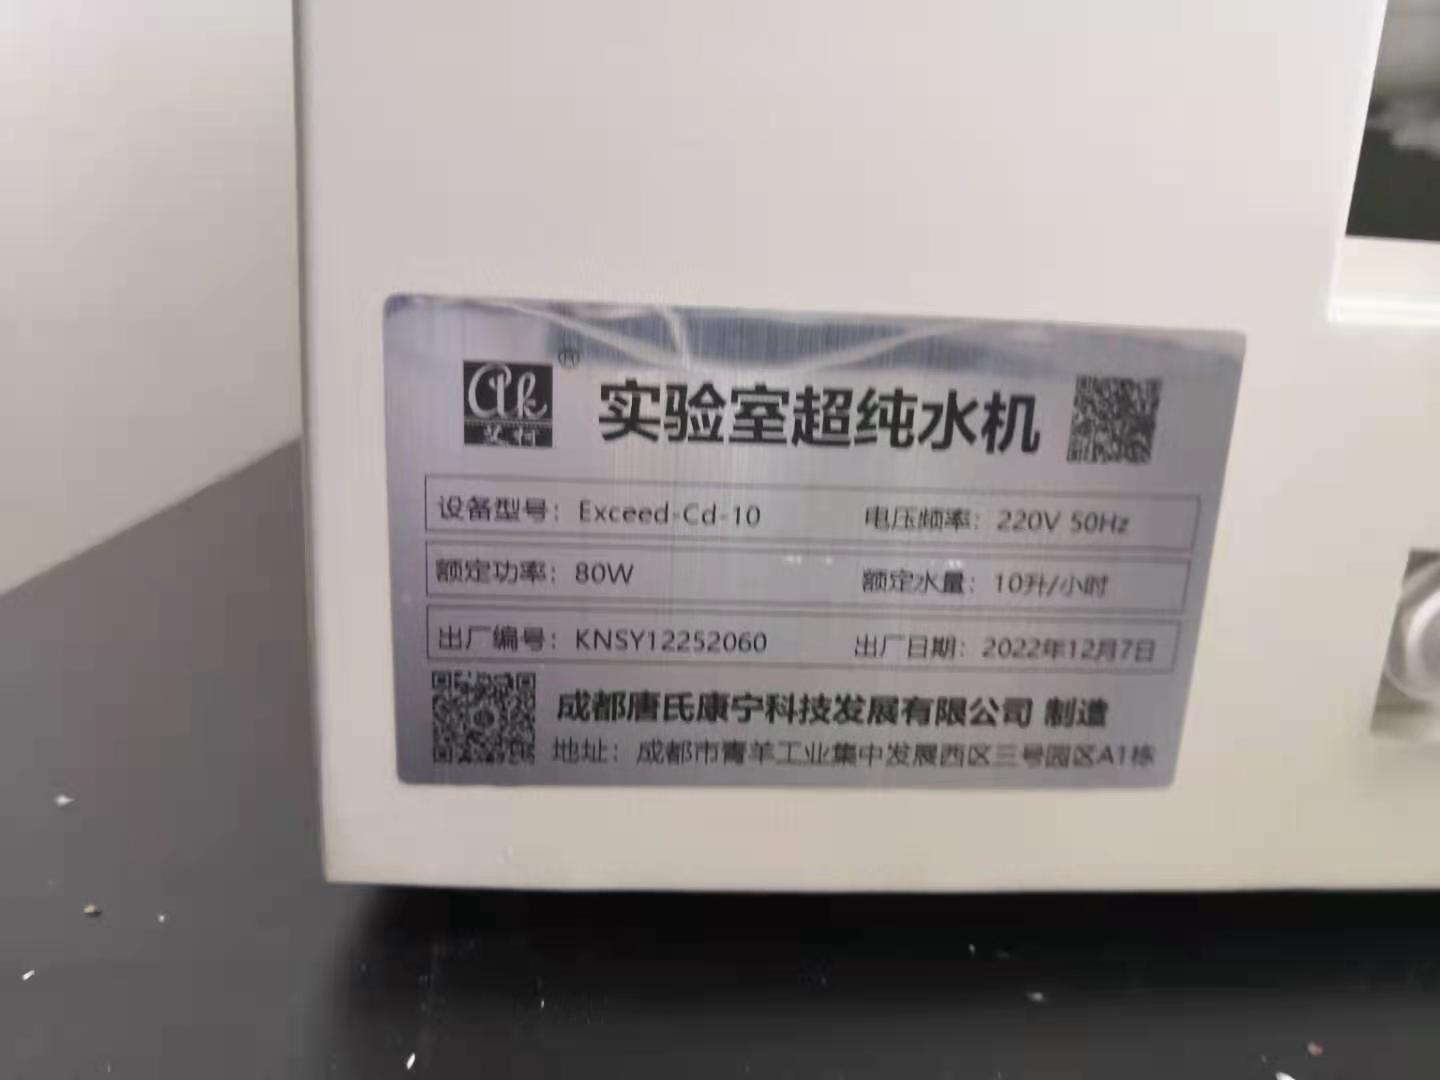 Ak ®
艾柯
实验室超纯水机
设备型号：Exceed-Cd-10 电压频率：220V 50Hz
额定功率：80W 额定水量：10升/小时
出厂编号：KNSY12252060 出厂日期：2022年12月7日
成都唐氏康宁科技发展有限公司 制造
地址：成都市青羊工业集中发展西区三号园区A1栋